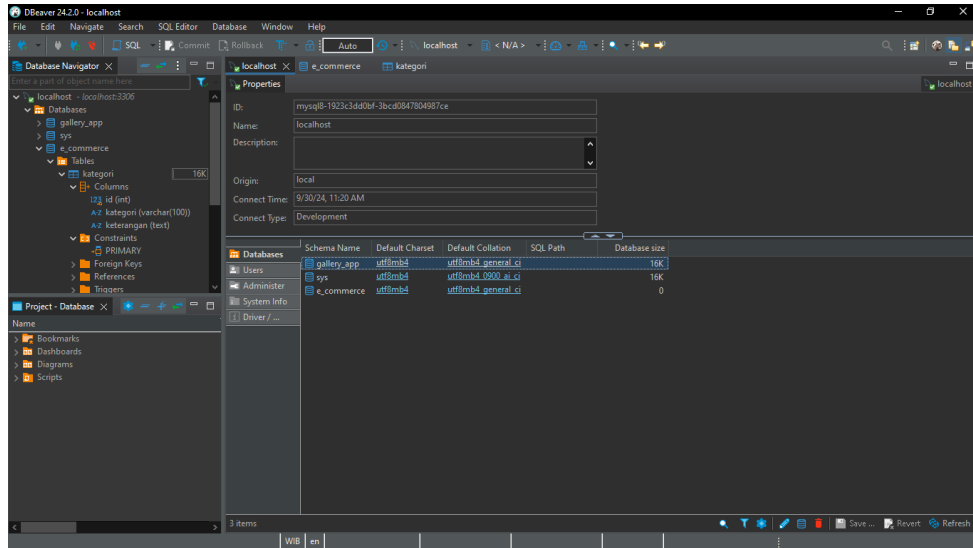 DBeaver 24.2.0 - localhost
File Edit Navigate Search SQL Editor Database Window Help
SQL Commit Rollback Auto localhost < N/A >
Database Navigator
Enter a part of object name here
localhost - localhost:3306
Databases
gallery_app
sys
e_commerce
Tables
kategori 16K
Columns
123 id (int)
A-Z kategori (varchar(100))
A-Z keterangan (text)
Constraints
PRIMARY
Foreign Keys
References
Triggers
Project - Database
Name
Bookmarks
Dashboards
Diagrams
Scripts
localhost e_commerce kategori
Properties localhost
ID: mysql8-1923c3dd0bf-3bcd0847804987ce
Name: localhost
Description:
Origin: local
Connect Time: 9/30/24, 11:20 AM
Connect Type: Development
Databases
Users
Administer
System Info
Driver / ...
Schema Name Default Charset Default Collation SQL Path Database size
gallery_app utf8mb4 utf8mb4_general_ci 16K
sys utf8mb4 utf8mb4_0900_ai_ci 16K
e_commerce utf8mb4 utf8mb4_general_ci 0
3 items Save ... Revert Refresh
WIB en